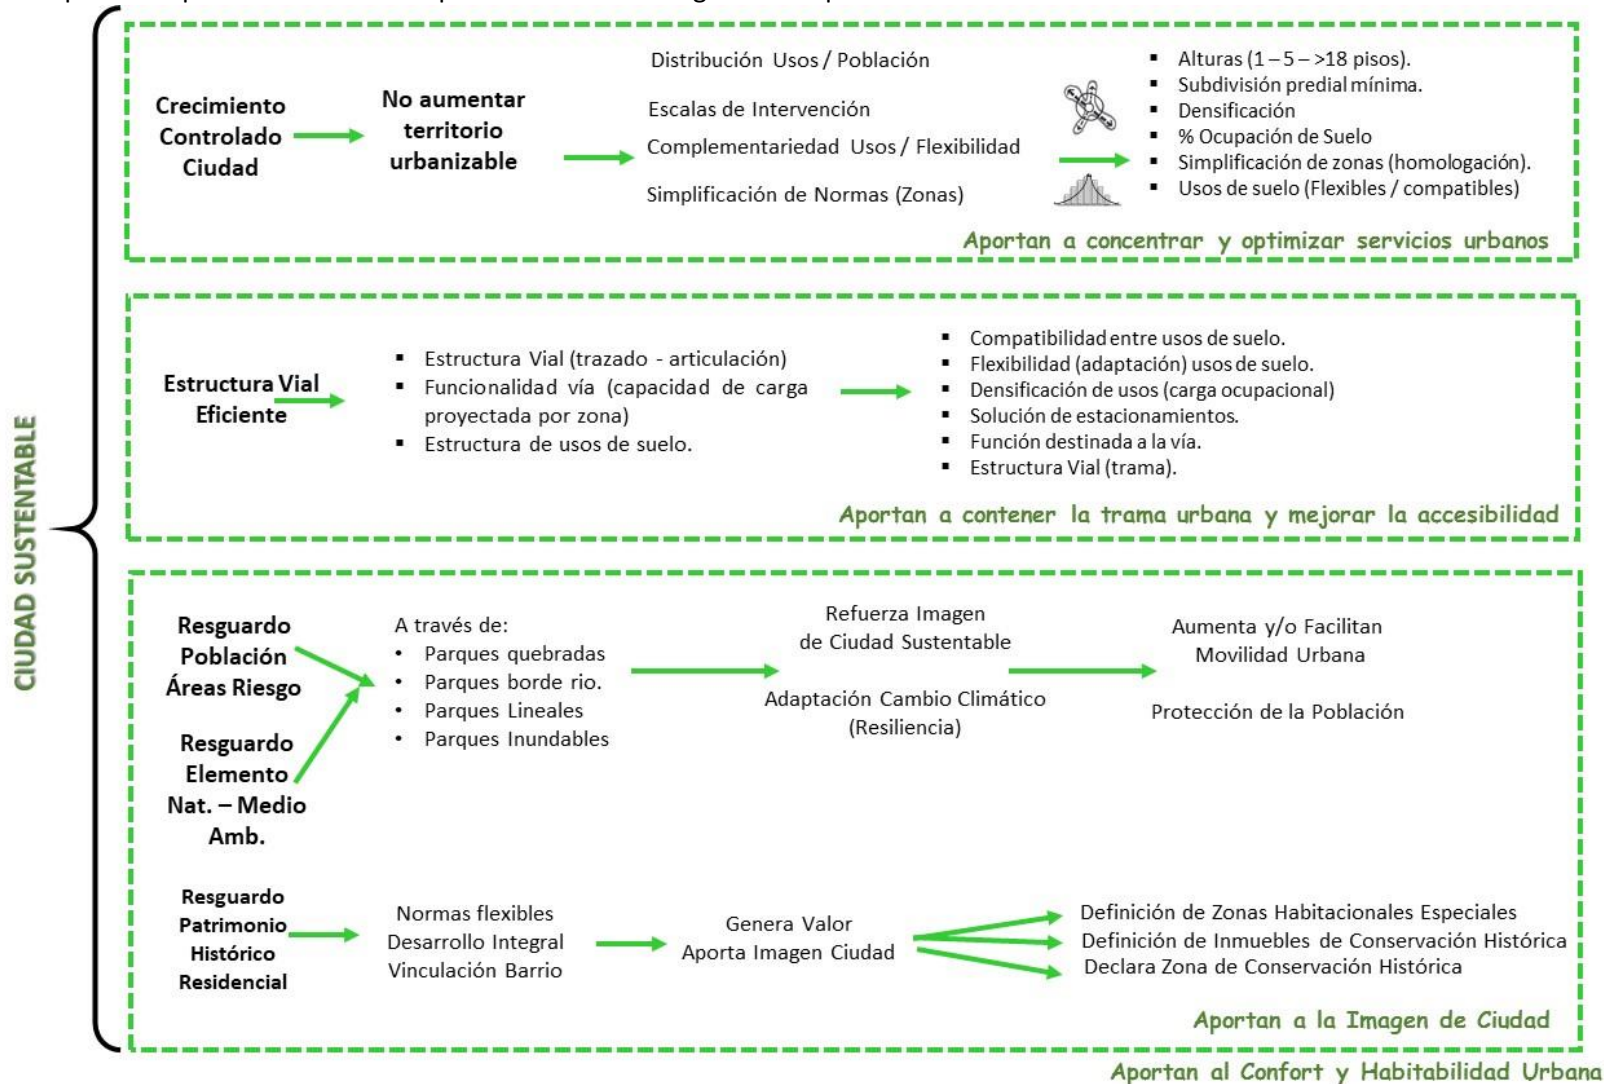 CIUDAD SUSTENTABLE
Crecimiento
Controlado
Ciudad
No aumentar
territorio
urbanizable
Distribución Usos / Población
Escalas de Intervención
Complementariedad Usos / Flexibilidad
Simplificación de Normas (Zonas)
▪ Alturas (1 – 5 – >18 pisos).
▪ Subdivisión predial mínima.
▪ Densificación
▪ % Ocupación de Suelo
▪ Simplificación de zonas (homologación).
▪ Usos de suelo (Flexibles / compatibles)
Aportan a concentrar y optimizar servicios urbanos
Estructura Vial
Eficiente
▪ Estructura Vial (trazado - articulación)
▪ Funcionalidad vía (capacidad de carga
proyectada por zona)
▪ Estructura de usos de suelo.
▪ Compatibilidad entre usos de suelo.
▪ Flexibilidad (adaptación) usos de suelo.
▪ Densificación de usos (carga ocupacional)
▪ Solución de estacionamientos.
▪ Función destinada a la vía.
▪ Estructura Vial (trama).
Aportan a contener la trama urbana y mejorar la accesibilidad
Resguardo
Población
Áreas Riesgo
Resguardo
Elemento
Nat. – Medio
Amb.
A través de:
• Parques quebradas
• Parques borde rio.
• Parques Lineales
• Parques Inundables
Refuerza Imagen
de Ciudad Sustentable
Adaptación Cambio Climático
(Resiliencia)
Aumenta y/o Facilitan
Movilidad Urbana
Protección de la Población
Resguardo
Patrimonio
Histórico
Residencial
Normas flexibles
Desarrollo Integral
Vinculación Barrio
Genera Valor
Aporta Imagen Ciudad
Definición de Zonas Habitacionales Especiales
Definición de Inmuebles de Conservación Histórica
Declara Zona de Conservación Histórica
Aportan a la Imagen de Ciudad
Aportan al Confort y Habitabilidad Urbana